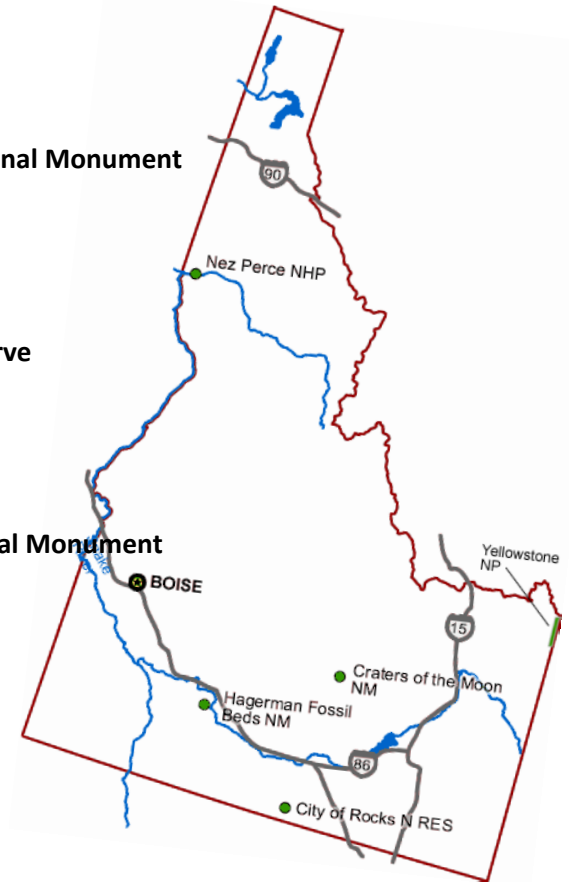 nal Monument
90
Nez Perce NHP
rve
al Monument
BOISE
Yellowstone
NP
15
Craters of the Moon
NM
Hagerman Fossil
Beds NM
86
City of Rocks N RES